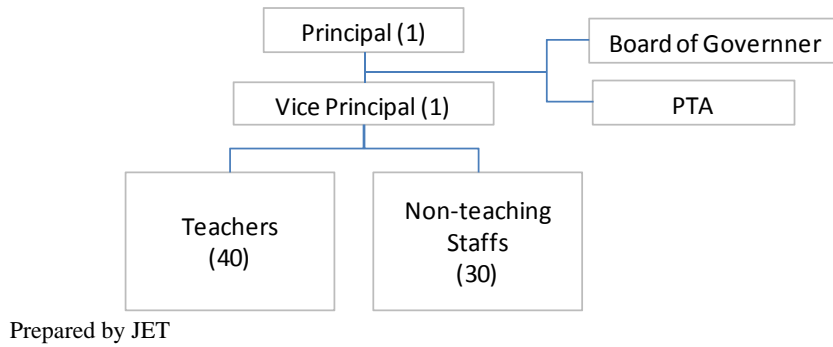 Principal (1)
Board of Governner
Vice Principal (1)
PTA
Teachers
(40)
Non-teaching
Staffs
(30)
Prepared by JET